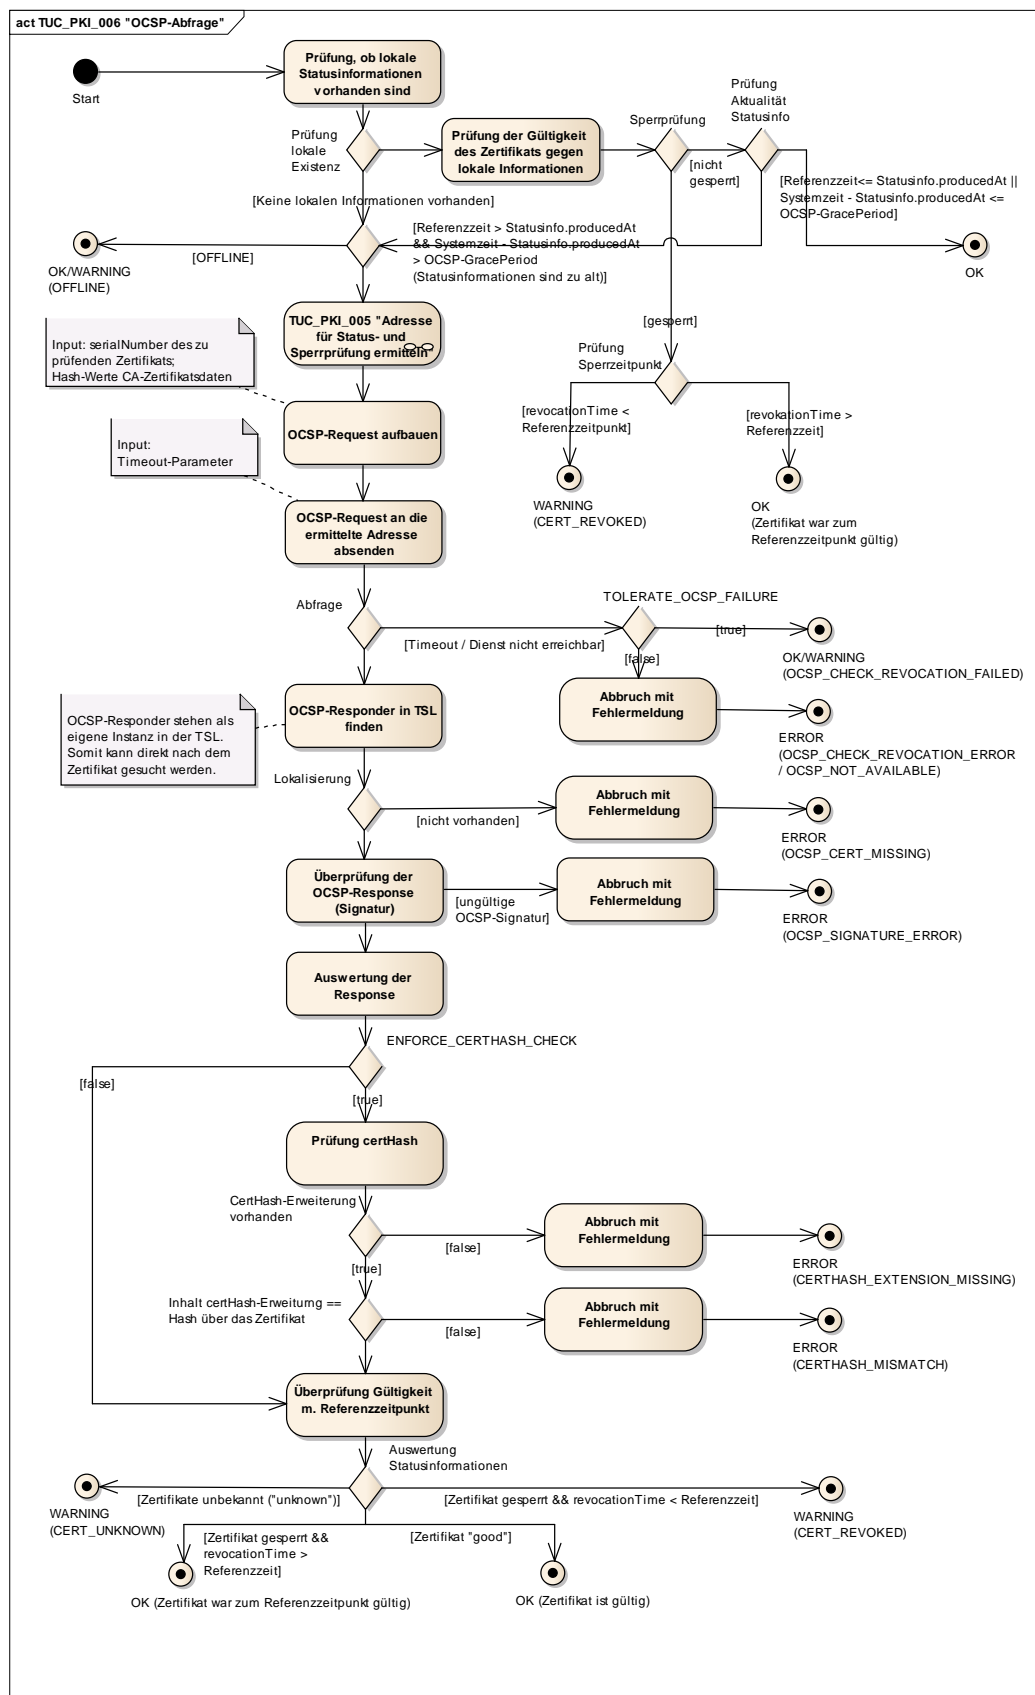 act TUC_PKI_006 "OCSP-Abfrage"
Start
Prüfung, ob lokale
Statusinformationen
vorhanden sind
Prüfung
lokale
Existenz
Prüfung der Gültigkeit
des Zertifikats gegen
lokale Informationen
Sperrprüfung
[nicht
gesperrt]
Prüfung
Aktualität
Statusinfo
[Referenzzeit<= Statusinfo.producedAt ||
Systemzeit - Statusinfo.producedAt <=
OCSP-GracePeriod]
OK
[Keine lokalen Informationen vorhanden]
[Referenzzeit > Statusinfo.producedAt
&& Systemzeit - Statusinfo.producedAt
> OCSP-GracePeriod
(Statusinformationen sind zu alt)]
[OFFLINE]
OK/WARNING
(OFFLINE)
TUC_PKI_005 "Adresse
für Status- und
Sperrprüfung ermitteln"
[gesperrt]
Prüfung
Sperrzeitpunkt
[revocationTime <
Referenzzeitpunkt]
[revokationTime >
Referenzzeit]
WARNING
(CERT_REVOKED)
OK
(Zertifikat war zum
Referenzzeitpunkt gültig)
Input: serialNumber des zu
prüfenden Zertifikats;
Hash-Werte CA-Zertifikatsdaten
OCSP-Request aufbauen
Input:
Timeout-Parameter
OCSP-Request an die
ermittelte Adresse
absenden
Abfrage
[Timeout / Dienst nicht erreichbar]
TOLERATE_OCSP_FAILURE
[true]
[false]
OK/WARNING
(OCSP_CHECK_REVOCATION_FAILED)
Abbruch mit
Fehlermeldung
ERROR
(OCSP_CHECK_REVOCATION_ERROR
/ OCSP_NOT_AVAILABLE)
OCSP-Responder stehen als
eigene Instanz in der TSL.
Somit kann direkt nach dem
Zertifikat gesucht werden.
OCSP-Responder in TSL
finden
Lokalisierung
[nicht vorhanden]
Abbruch mit
Fehlermeldung
ERROR
(OCSP_CERT_MISSING)
Überprüfung der
OCSP-Response
(Signatur)
[ungültige
OCSP-Signatur]
Abbruch mit
Fehlermeldung
ERROR
(OCSP_SIGNATURE_ERROR)
Auswertung der
Response
ENFORCE_CERTHASH_CHECK
[false]
[true]
Prüfung certHash
CertHash-Erweiterung
vorhanden
[false]
[true]
Abbruch mit
Fehlermeldung
ERROR
(CERTHASH_EXTENSION_MISSING)
Inhalt certHash-Erweiturng ==
Hash über das Zertifikat
[false]
Abbruch mit
Fehlermeldung
ERROR
(CERTHASH_MISMATCH)
Überprüfung Gültigkeit
m. Referenzzeitpunkt
Auswertung
Statusinformationen
[Zertifikate unbekannt ("unknown")]
WARNING
(CERT_UNKNOWN)
[Zertifikat gesperrt && revocationTime < Referenzzeit]
WARNING
(CERT_REVOKED)
[Zertifikat gesperrt &&
revocationTime >
Referenzzeit]
[Zertifikat "good"]
OK (Zertifikat war zum Referenzzeitpunkt gültig)
OK (Zertifikat ist gültig)